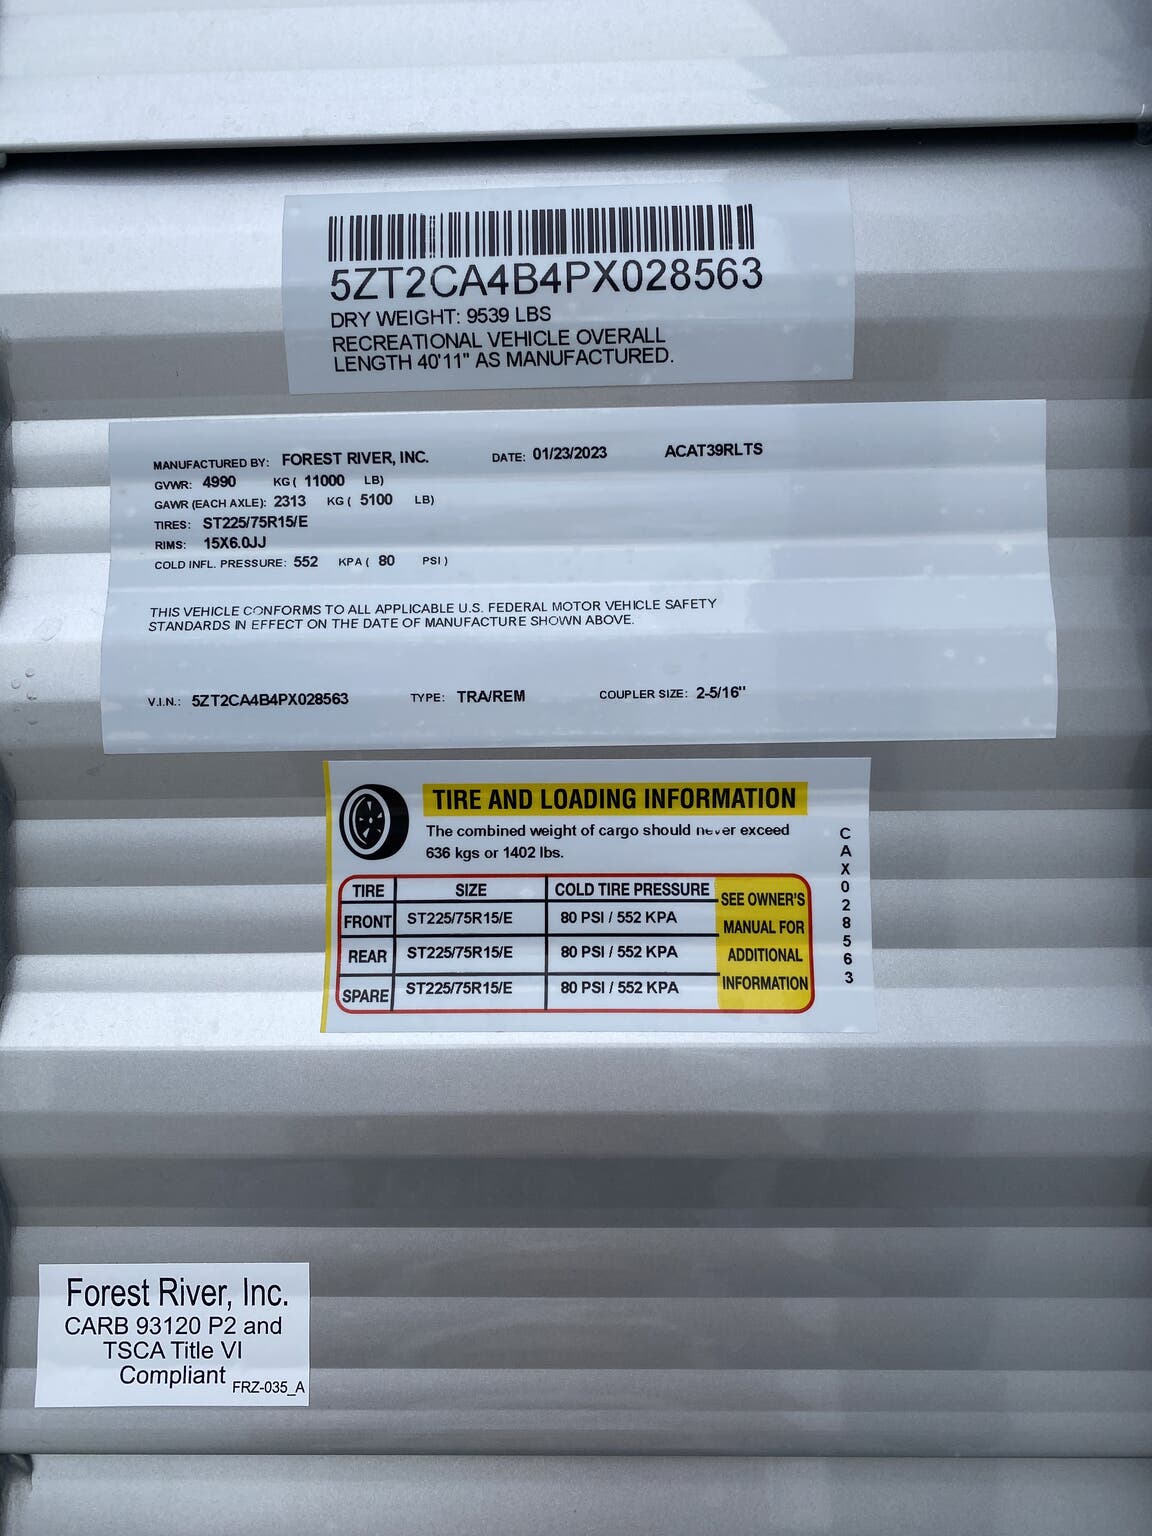 5ZT2CA4B4PX028563
DRY WEIGHT: 9539 LBS
RECREATIONAL VEHICLE OVERALL
LENGTH 40'11" AS MANUFACTURED.
MANUFACTURED BY: FOREST RIVER, INC. DATE: 01/23/2023 ACAT39RLTS
GVWR: 4990 KG ( 11000 LB)
GAWR (EACH AXLE): 2313 KG ( 5100 LB)
TIRES: ST225/75R15/E
RIMS: 15X6.0JJ
COLD INFL. PRESSURE: 552 KPA ( 80 PSI )
THIS VEHICLE CONFORMS TO ALL APPLICABLE U.S. FEDERAL MOTOR VEHICLE SAFETY
STANDARDS IN EFFECT ON THE DATE OF MANUFACTURE SHOWN ABOVE.
V.I.N.: 5ZT2CA4B4PX028563 TYPE: TRA/REM COUPLER SIZE: 2-5/16"
TIRE AND LOADING INFORMATION
The combined weight of cargo should never exceed
636 kgs or 1402 lbs.
TIRE SIZE COLD TIRE PRESSURE
FRONT ST225/75R15/E 80 PSI / 552 KPA
REAR ST225/75R15/E 80 PSI / 552 KPA
SPARE ST225/75R15/E 80 PSI / 552 KPA
SEE OWNER'S
MANUAL FOR
ADDITIONAL
INFORMATION
CAX028563
Forest River, Inc.
CARB 93120 P2 and
TSCA Title VI
Compliant FRZ-035_A